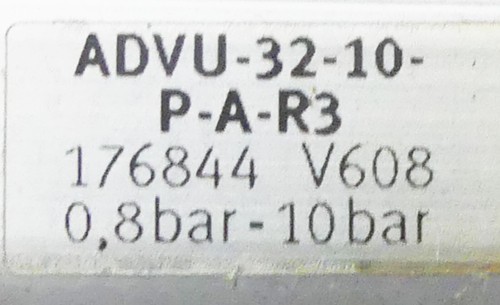 ADVU-32-10-
P-A-R3
176844 V608
0,8bar-10bar